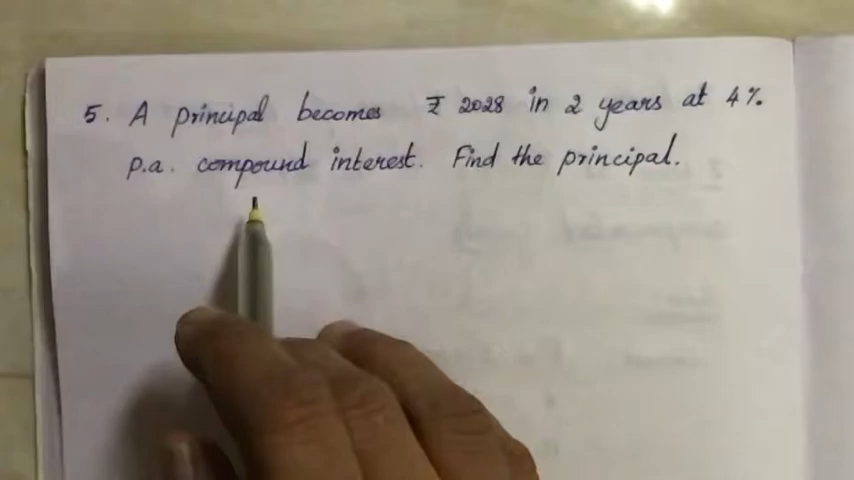 5. A principal becomes ₹ 2028 in 2 years at 4%
p.a. compound interest. Find the principal.